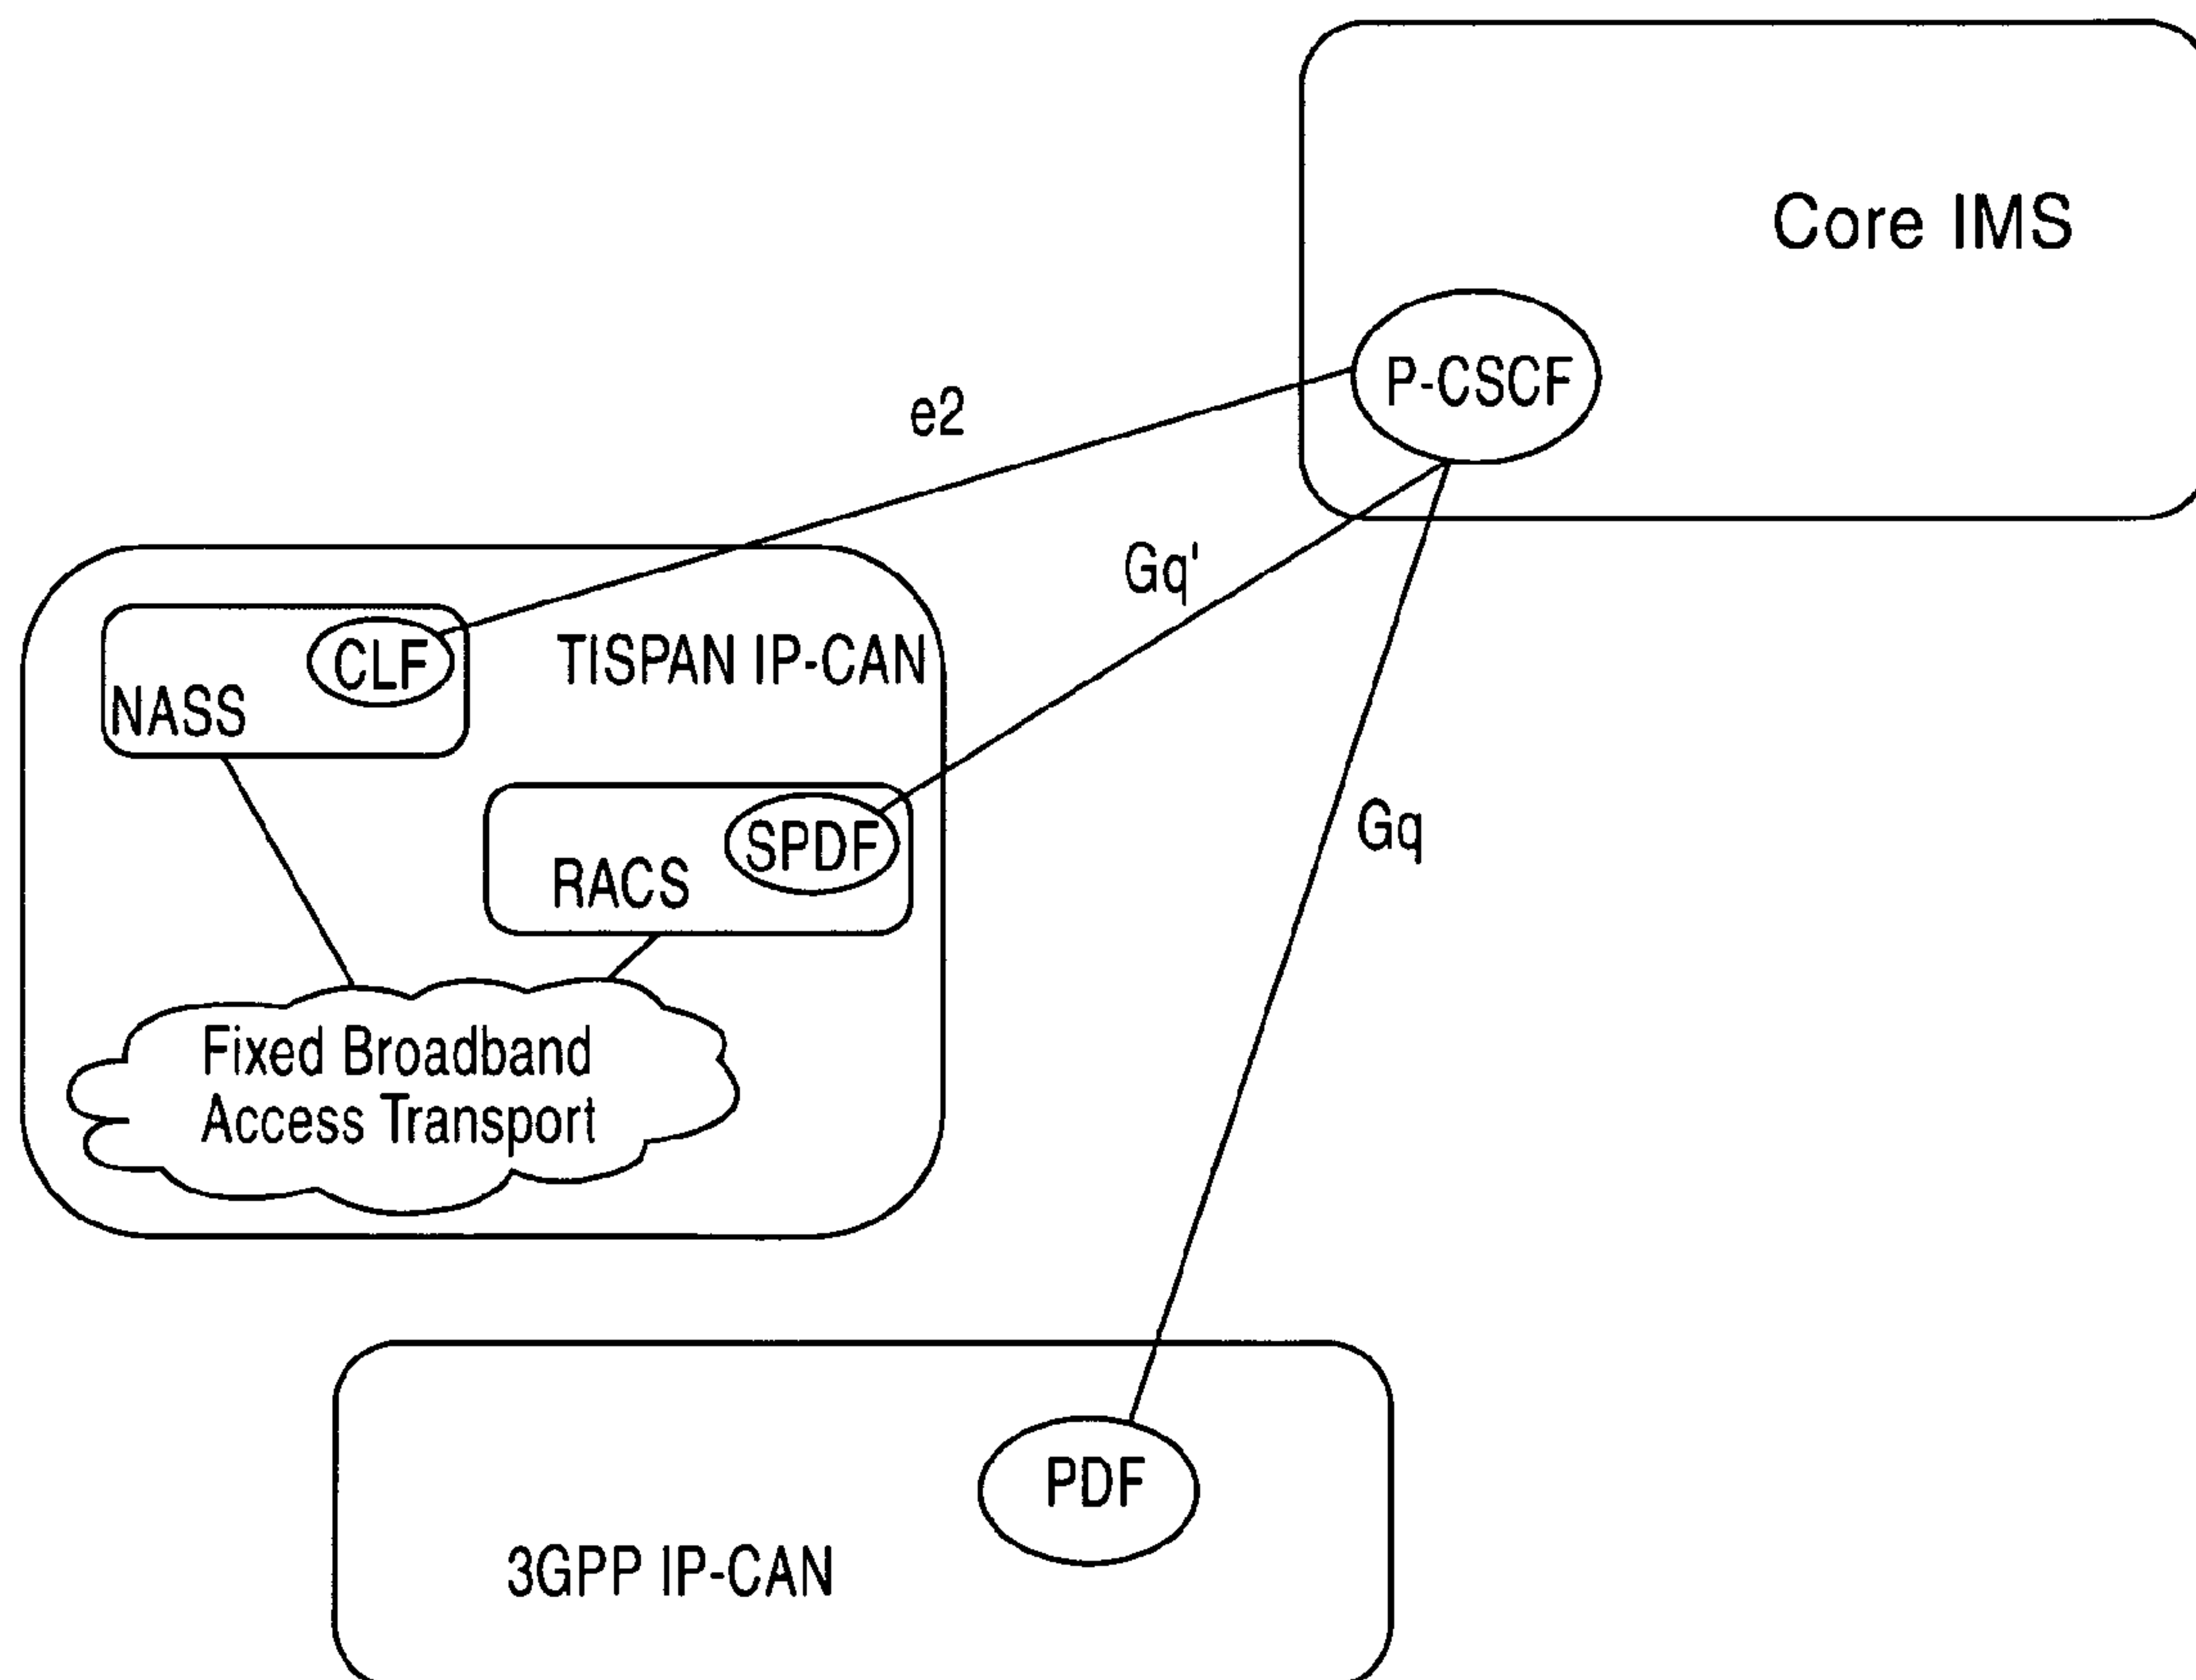 Core IMS
P-CSCF
e2
Gq'
CLF
TISPAN IP-CAN
NASS
SPDF
RACS
Gq
Fixed Broadband
Access Transport
PDF
3GPP IP-CAN